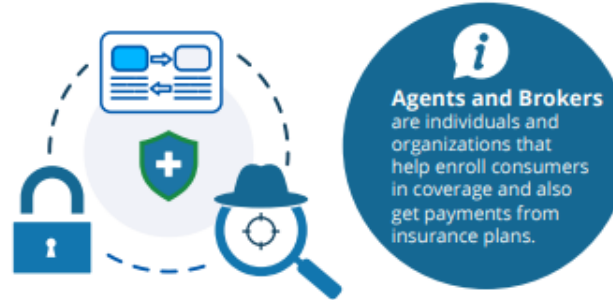 Agents and Brokers
are individuals and
organizations that
help enroll consumers
in coverage and also
get payments from
insurance plans.